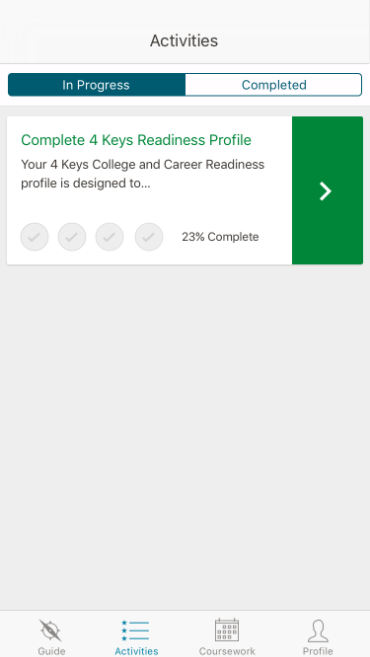 Activities
In Progress
Completed
Complete 4 Keys Readiness Profile
Your 4 Keys College and Career Readiness
profile is designed to...
23% Complete
Guide
Activities
Coursework
Profile